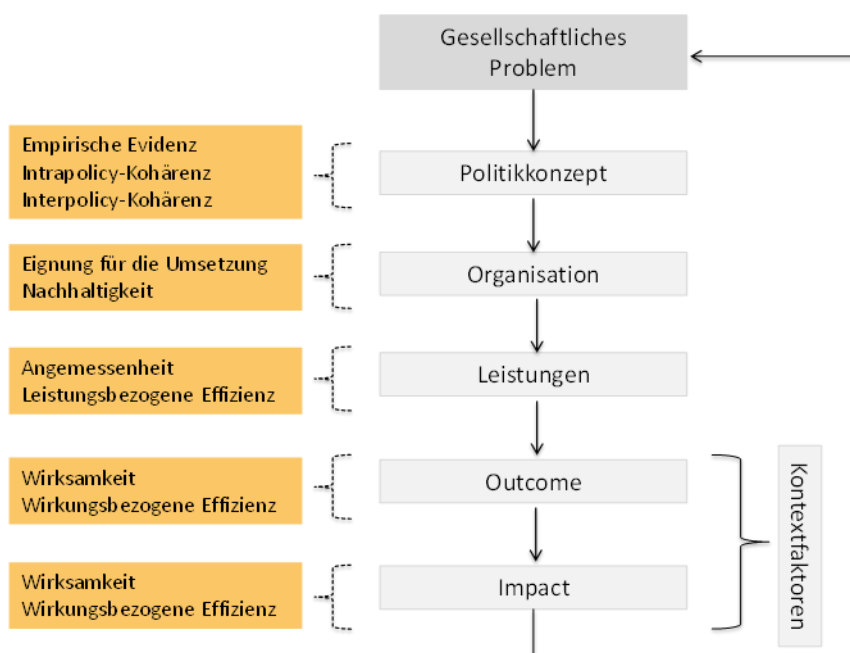 Gesellschaftliches
Problem
Empirische Evidenz
Intrapolicy-Kohärenz
Interpolicy-Kohärenz
Politikkonzept
Eignung für die Umsetzung
Nachhaltigkeit
Organisation
Angemessenheit
Leistungsbezogene Effizienz
Leistungen
Wirksamkeit
Wirkungsbezogene Effizienz
Outcome
Kontextfaktoren
Wirksamkeit
Wirkungsbezogene Effizienz
Impact